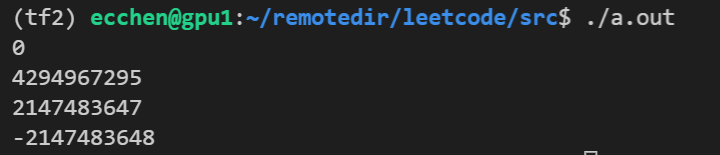 (tf2) ecchen@gpu1:~/remotedir/leetcode/src$ ./a.out
0
4294967295
2147483647
-2147483648